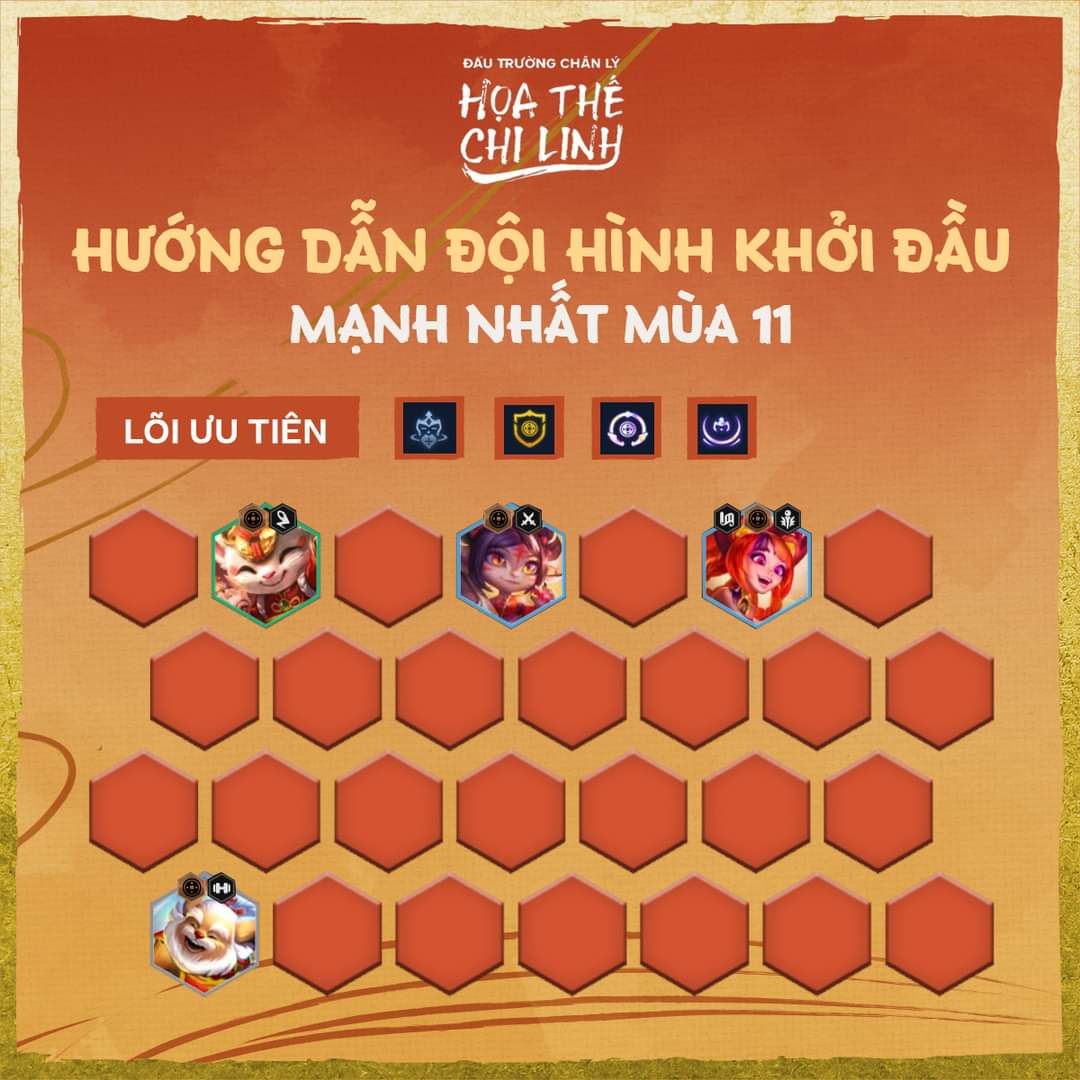 ĐẤU TRƯỜNG CHÂN LÝ
HỌA THẾ
CHI LINH
HƯỚNG DẪN ĐỘI HÌNH KHỞI ĐẦU
MẠNH NHẤT MÙA 11
LÕI ƯU TIÊN